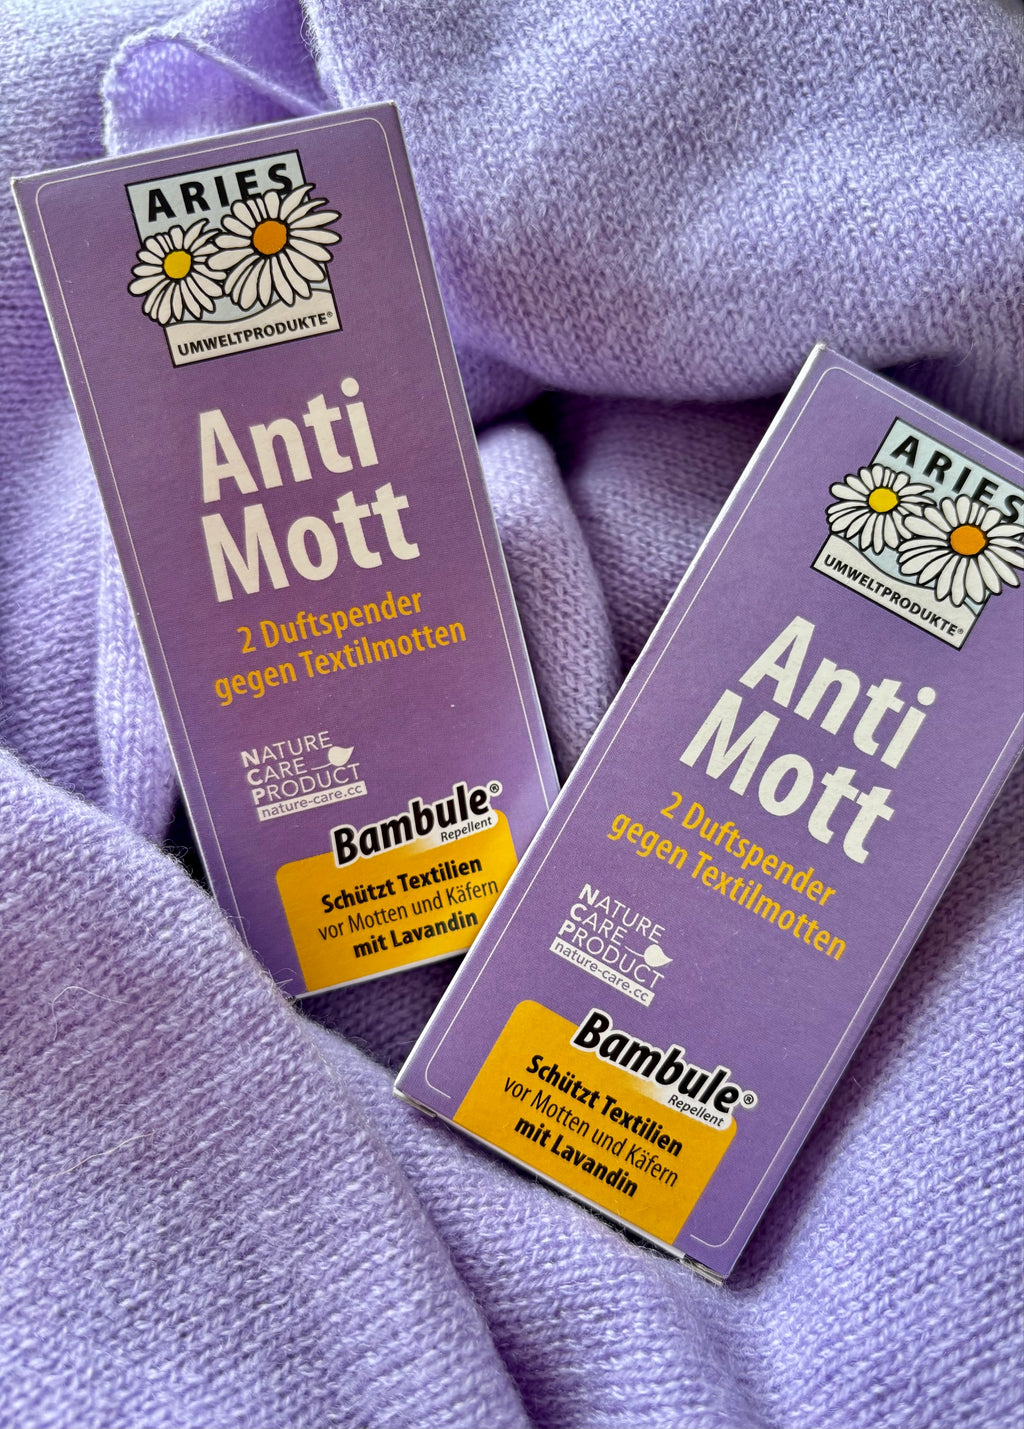 ARIES
UMWELTPRODUKTE®
Anti
Mott
2 Duftspender
gegen Textilmotten
NATURE
CARE
PRODUCT
nature-care.cc
Bambule®
Repellent
Schützt Textilien
vor Motten und Käfern
mit Lavandin
ARIES
UMWELTPRODUKTE®
Anti
Mott
2 Duftspender
gegen Textilmotten
NATURE
CARE
PRODUCT
nature-care.cc
Bambule®
Repellent
Schützt Textilien
vor Motten und Käfern
mit Lavandin